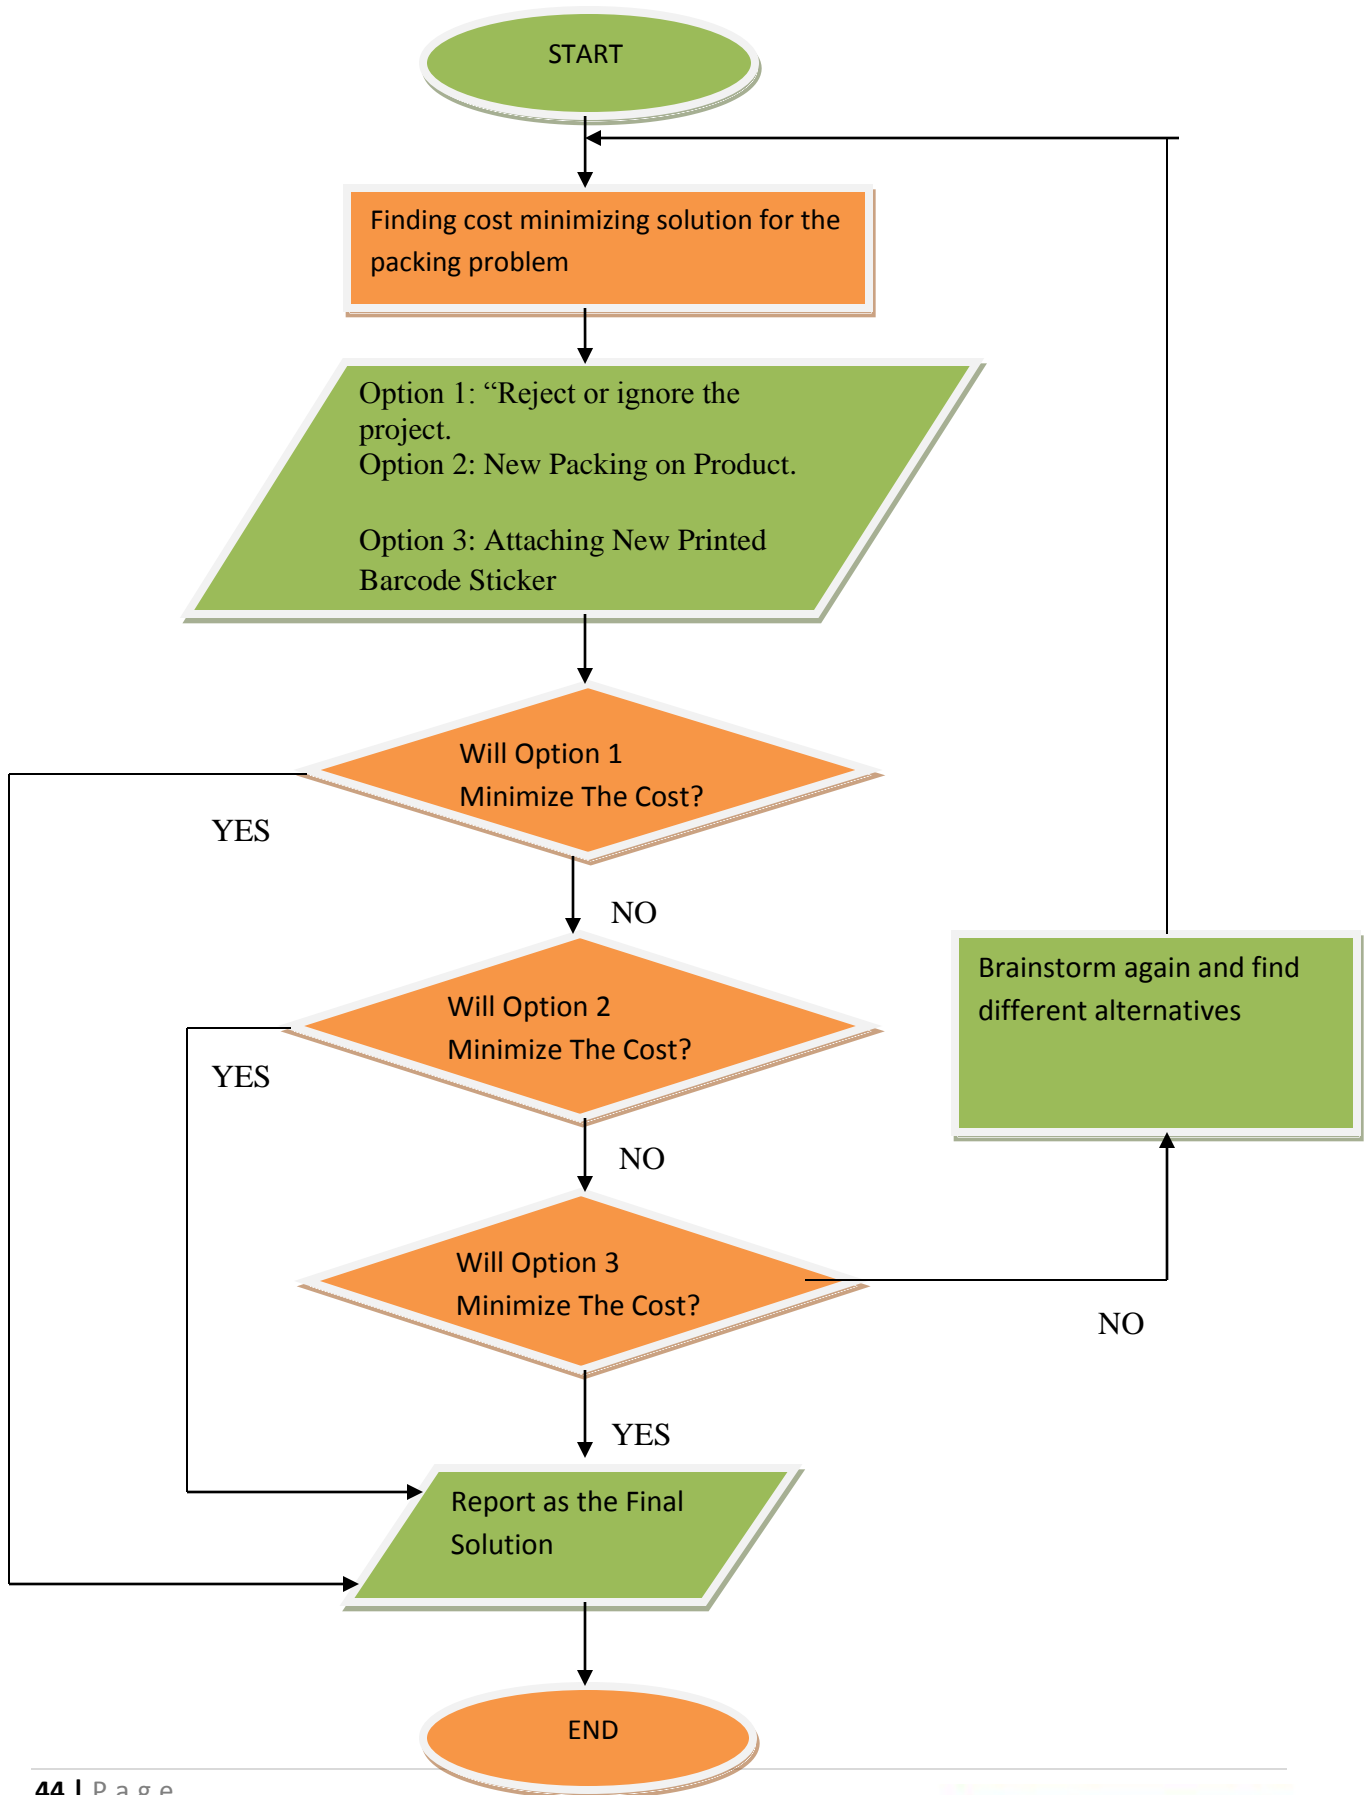 START
Finding cost minimizing solution for the
packing problem
Option 1: “Reject or ignore the
project.
Option 2: New Packing on Product.
Option 3: Attaching New Printed
Barcode Sticker
Will Option 1
Minimize The Cost?
YES
NO
Will Option 2
Minimize The Cost?
YES
NO
Brainstorm again and find
different alternatives
Will Option 3
Minimize The Cost?
NO
YES
Report as the Final
Solution
END
44 | P a g e